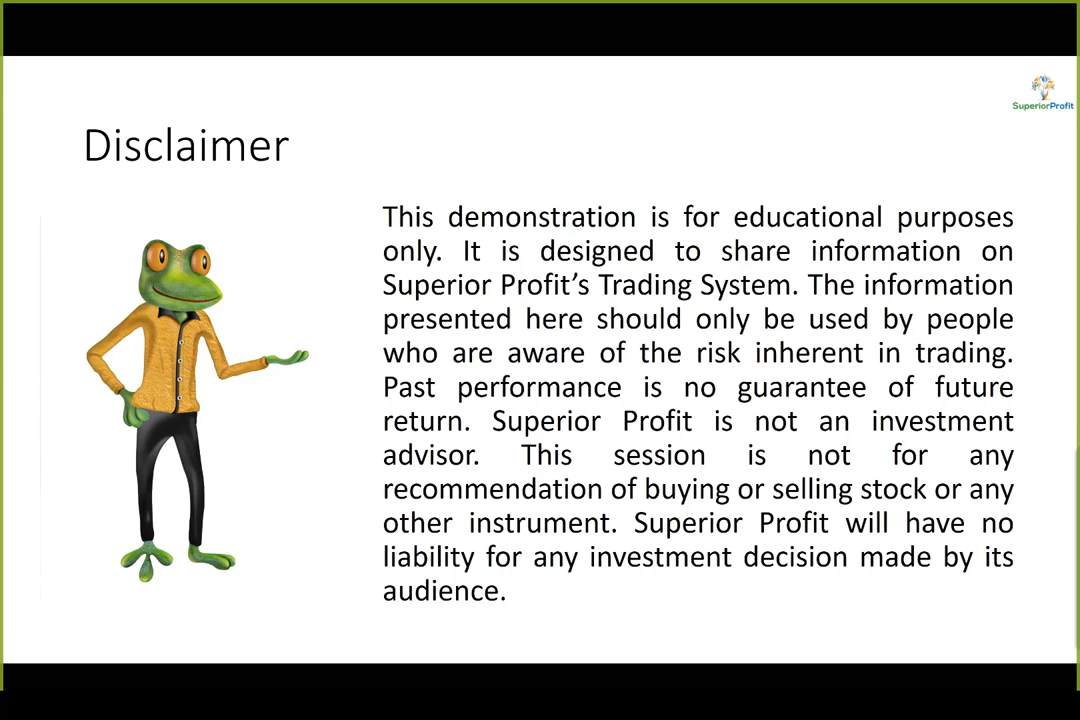 SuperiorProfit
Disclaimer
This demonstration is for educational purposes
only. It is designed to share information on
Superior Profit’s Trading System. The information
presented here should only be used by people
who are aware of the risk inherent in trading.
Past performance is no guarantee of future
return. Superior Profit is not an investment
advisor. This session is not for any
recommendation of buying or selling stock or any
other instrument. Superior Profit will have no
liability for any investment decision made by its
audience.